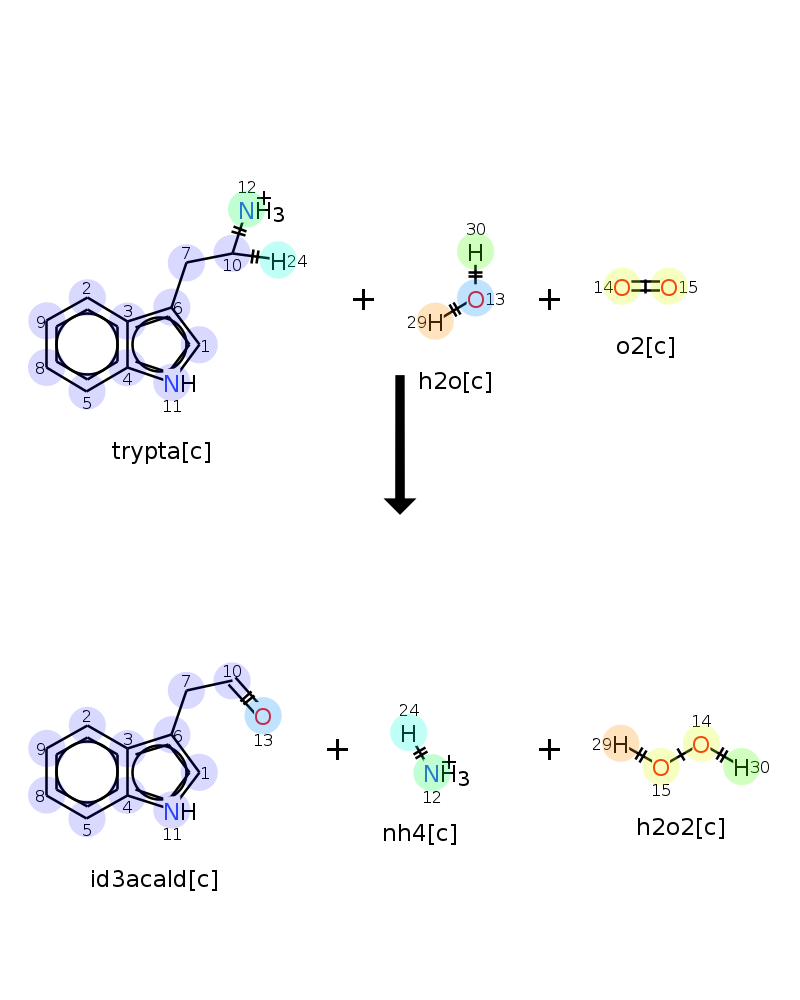 12
NH3+
7
10
H24
30
H
2
O13
14O
O15
9
3
6
29H
o2[c]
1
8
4
NH
h2o[c]
5
11
trypta[c]
+
+
10
7
O
24
14
2
13
H
O
9
3
6
29H
+
+
1
NH3+
O
H30
8
4
12
15
NH
h2o2[c]
5
11
nh4[c]
id3acald[c]